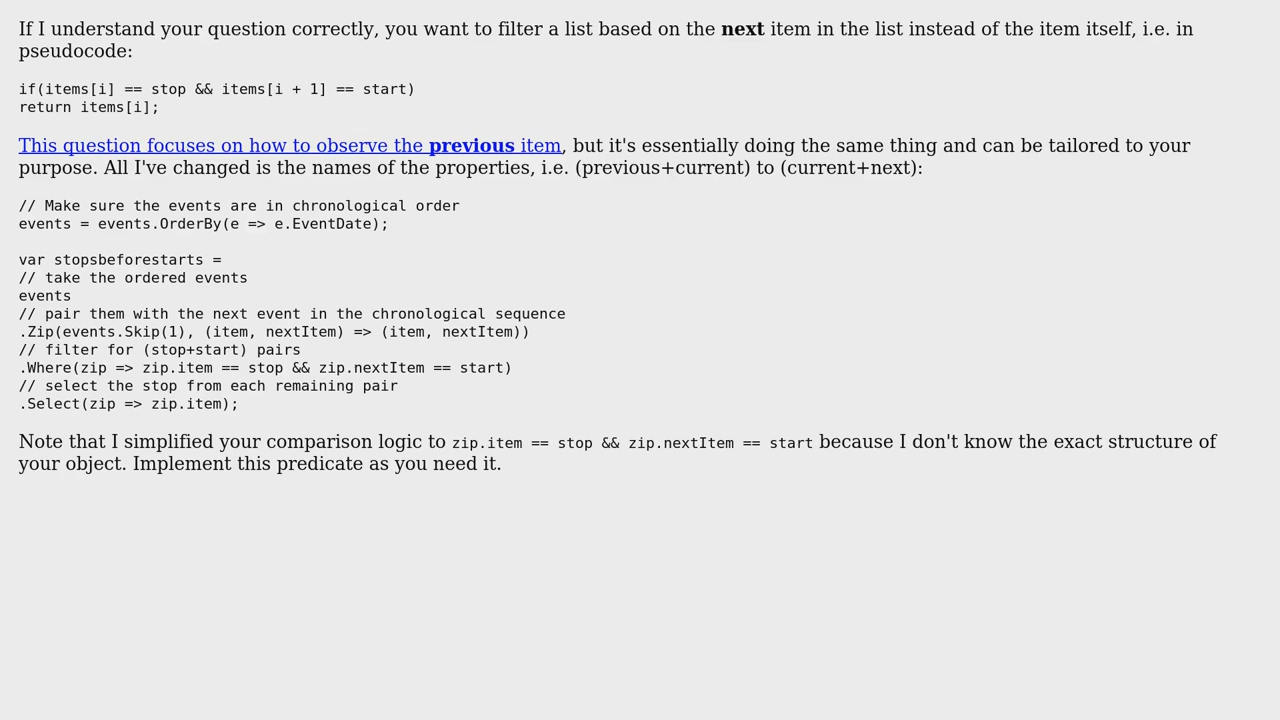 If I understand your question correctly, you want to filter a list based on the next item in the list instead of the item itself, i.e. in
pseudocode:
if(items[i] == stop && items[i + 1] == start)
return items[i];
This question focuses on how to observe the previous item, but it's essentially doing the same thing and can be tailored to your
purpose. All I've changed is the names of the properties, i.e. (previous+current) to (current+next):
// Make sure the events are in chronological order
events = events.OrderBy(e => e.EventDate);
var stopsbeforestarts =
// take the ordered events
events
// pair them with the next event in the chronological sequence
.Zip(events.Skip(1), (item, nextItem) => (item, nextItem))
// filter for (stop+start) pairs
.Where(zip => zip.item == stop && zip.nextItem == start)
// select the stop from each remaining pair
.Select(zip => zip.item);
Note that I simplified your comparison logic to zip.item == stop && zip.nextItem == start because I don't know the exact structure of
your object. Implement this predicate as you need it.